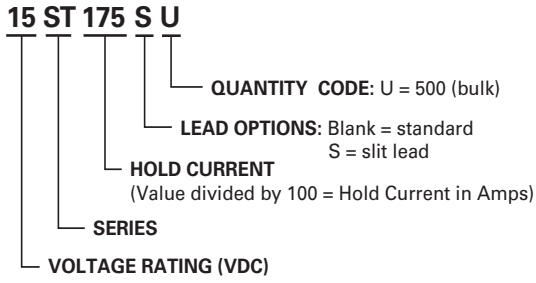 15 ST 175 S U
QUANTITY CODE: U = 500 (bulk)
LEAD OPTIONS: Blank = standard
S = slit lead
HOLD CURRENT
(Value divided by 100 = Hold Current in Amps)
SERIES
VOLTAGE RATING (VDC)